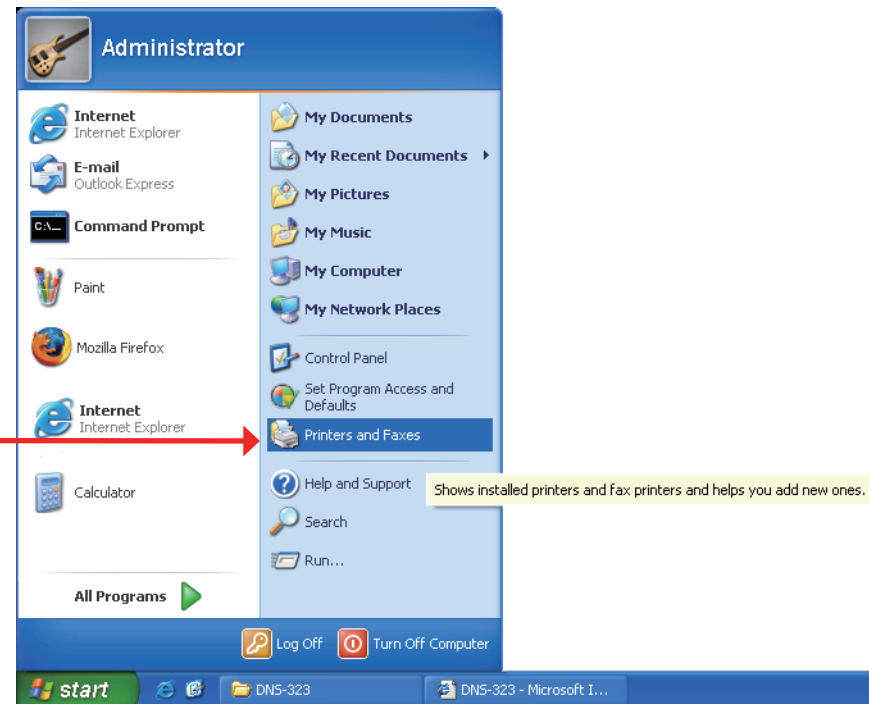 Administrator
Internet
Internet Explorer
E-mail
Outlook Express
C:\_
Command Prompt
Paint
Mozilla Firefox
Internet
Internet Explorer
Calculator
All Programs
My Documents
My Recent Documents
My Pictures
My Music
My Computer
My Network Places
Control Panel
Set Program Access and
Defaults
Printers and Faxes
Help and Support
Shows installed printers and fax printers and helps you add new ones.
Search
Run...
Log Off
Turn Off Computer
start
DNS-323
DNS-323 - Microsoft I...